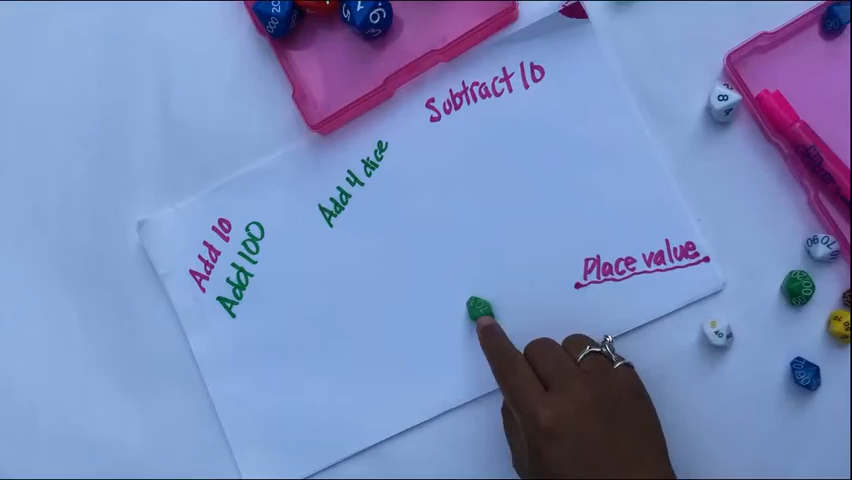 Subtract 10
Add 4 dice
Add 10
Add 100
Place value